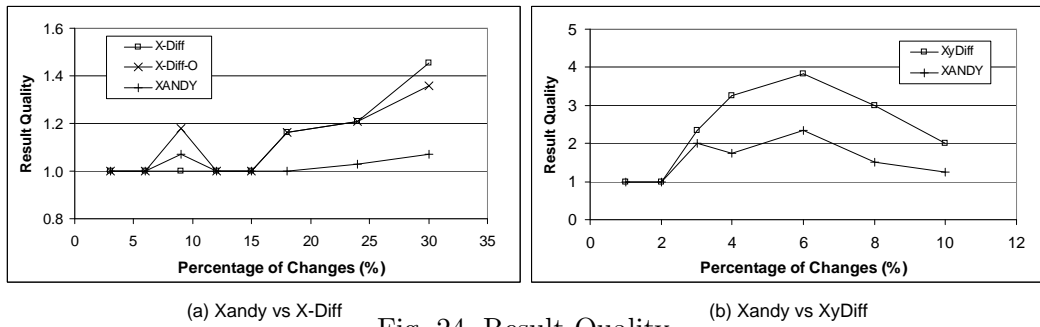 1.6
1.4
1.2
1.0
0.8
Result Quality
X-Diff
X-Diff-O
XANDY
0 5 10 15 20 25 30 35
Percentage of Changes (%)
5
4
3
2
1
0
Result Quality
XyDiff
XANDY
0 2 4 6 8 10 12
Percentage of Changes (%)
(a) Xandy vs X-Diff
(b) Xandy vs XyDiff
Fig. 24. Result Quality